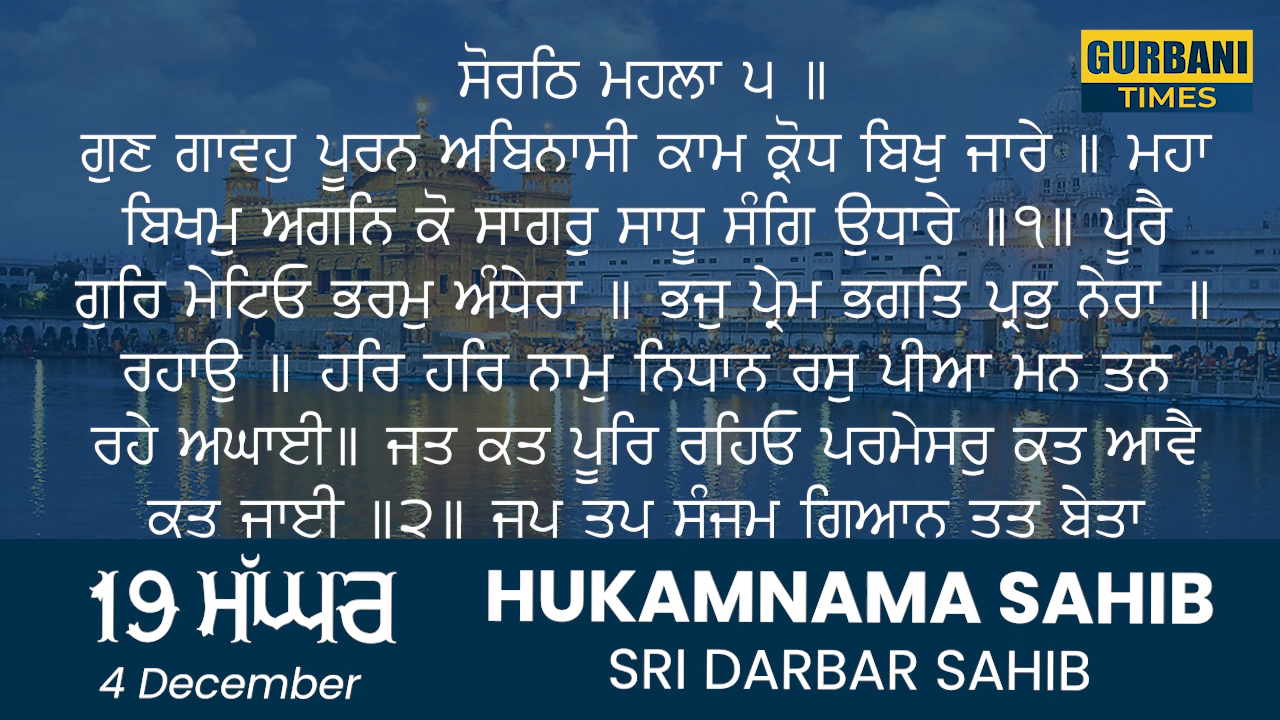 GURBANI
TIMES
ਸੋਰਠਿ ਮਹਲਾ ੫ ॥
ਗੁਣ ਗਾਵਹੁ ਪੂਰਨ ਅਬਿਨਾਸੀ ਕਾਮ ਕ੍ਰੋਧ ਬਿਖੁ ਜਾਰੇ ॥ ਮਹਾ
ਬਿਖਮੁ ਅਗਨਿ ਕੋ ਸਾਗਰੁ ਸਾਧੂ ਸੰਗਿ ਉਧਾਰੇ ॥੧॥ ਪੂਰੈ
ਗੁਰਿ ਮੇਟਿਓ ਭਰਮੁ ਅੰਧੇਰਾ ॥ ਭਜੁ ਪ੍ਰੇਮ ਭਗਤਿ ਪ੍ਰਭੁ ਨੇਰਾ ॥
ਰਹਾਉ ॥ ਹਰਿ ਹਰਿ ਨਾਮੁ ਨਿਧਾਨ ਰਸੁ ਪੀਆ ਮਨ ਤਨ
ਰਹੇ ਅਘਾਈ॥ ਜਤ ਕਤ ਪੂਰਿ ਰਹਿਓ ਪਰਮੇਸਰੁ ਕਤ ਆਵੈ
ਕਤ ਜਾਈ ॥੨॥ ਜਪ ਤਪ ਸੰਜਮ ਗਿਆਨ ਤਤ ਬੇਤਾ
19 ਮੱਘਰ
4 December
HUKAMNAMA SAHIB
SRI DARBAR SAHIB